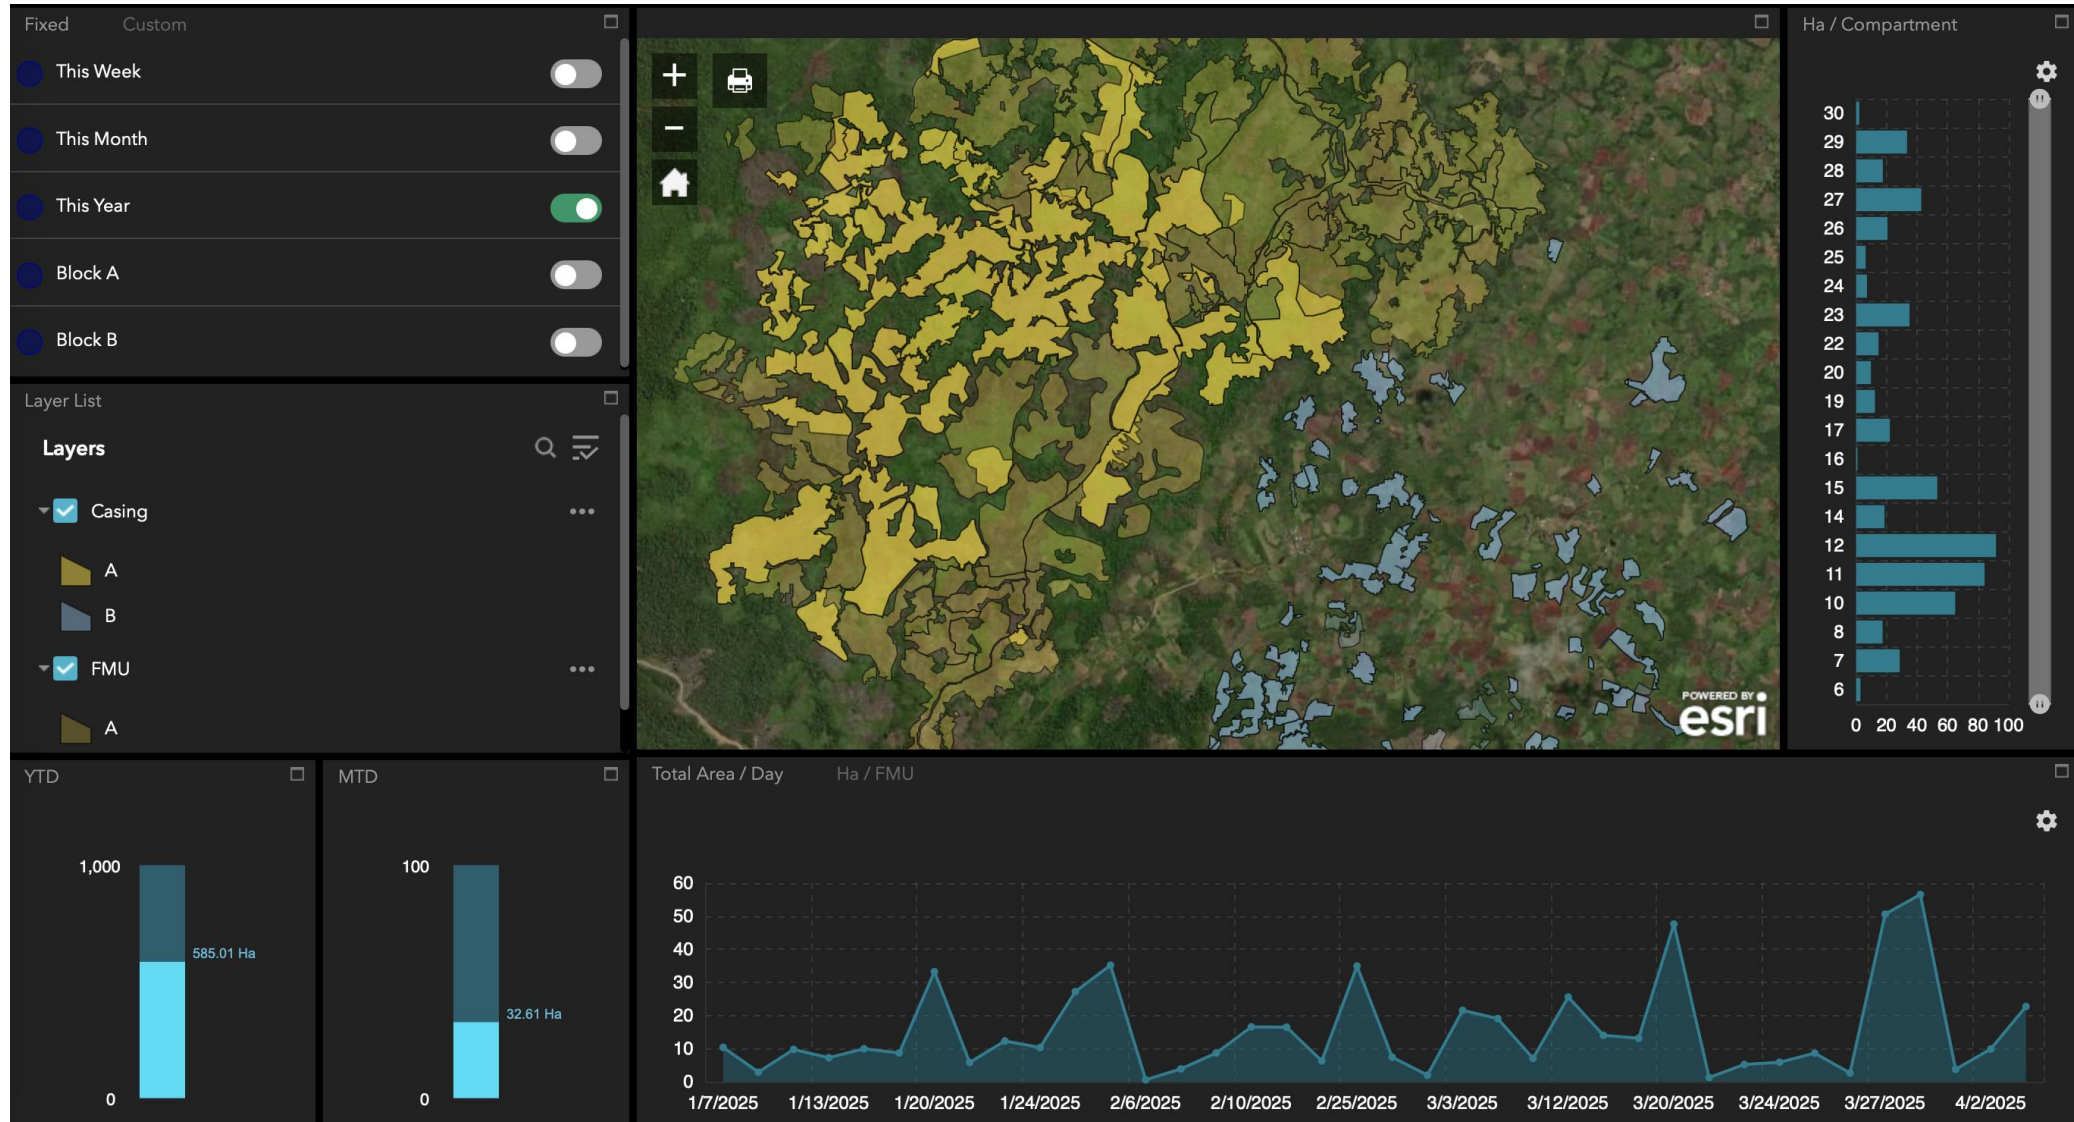 Fixed Custom
This Week
This Month
This Year
Block A
Block B
Layer List
Layers
Casing
A
B
FMU
A
POWERED BY
esri
Ha / Compartment
30
29
28
27
26
25
24
23
22
20
19
17
16
15
14
12
11
10
8
7
6
0 20 40 60 80 100
YTD
1,000
585.01 Ha
0
MTD
100
32.61 Ha
0
Total Area / Day Ha / FMU
60
50
40
30
20
10
0
1/7/2025 1/13/2025 1/20/2025 1/24/2025 2/6/2025 2/10/2025 2/25/2025 3/3/2025 3/12/2025 3/20/2025 3/24/2025 3/27/2025 4/2/2025